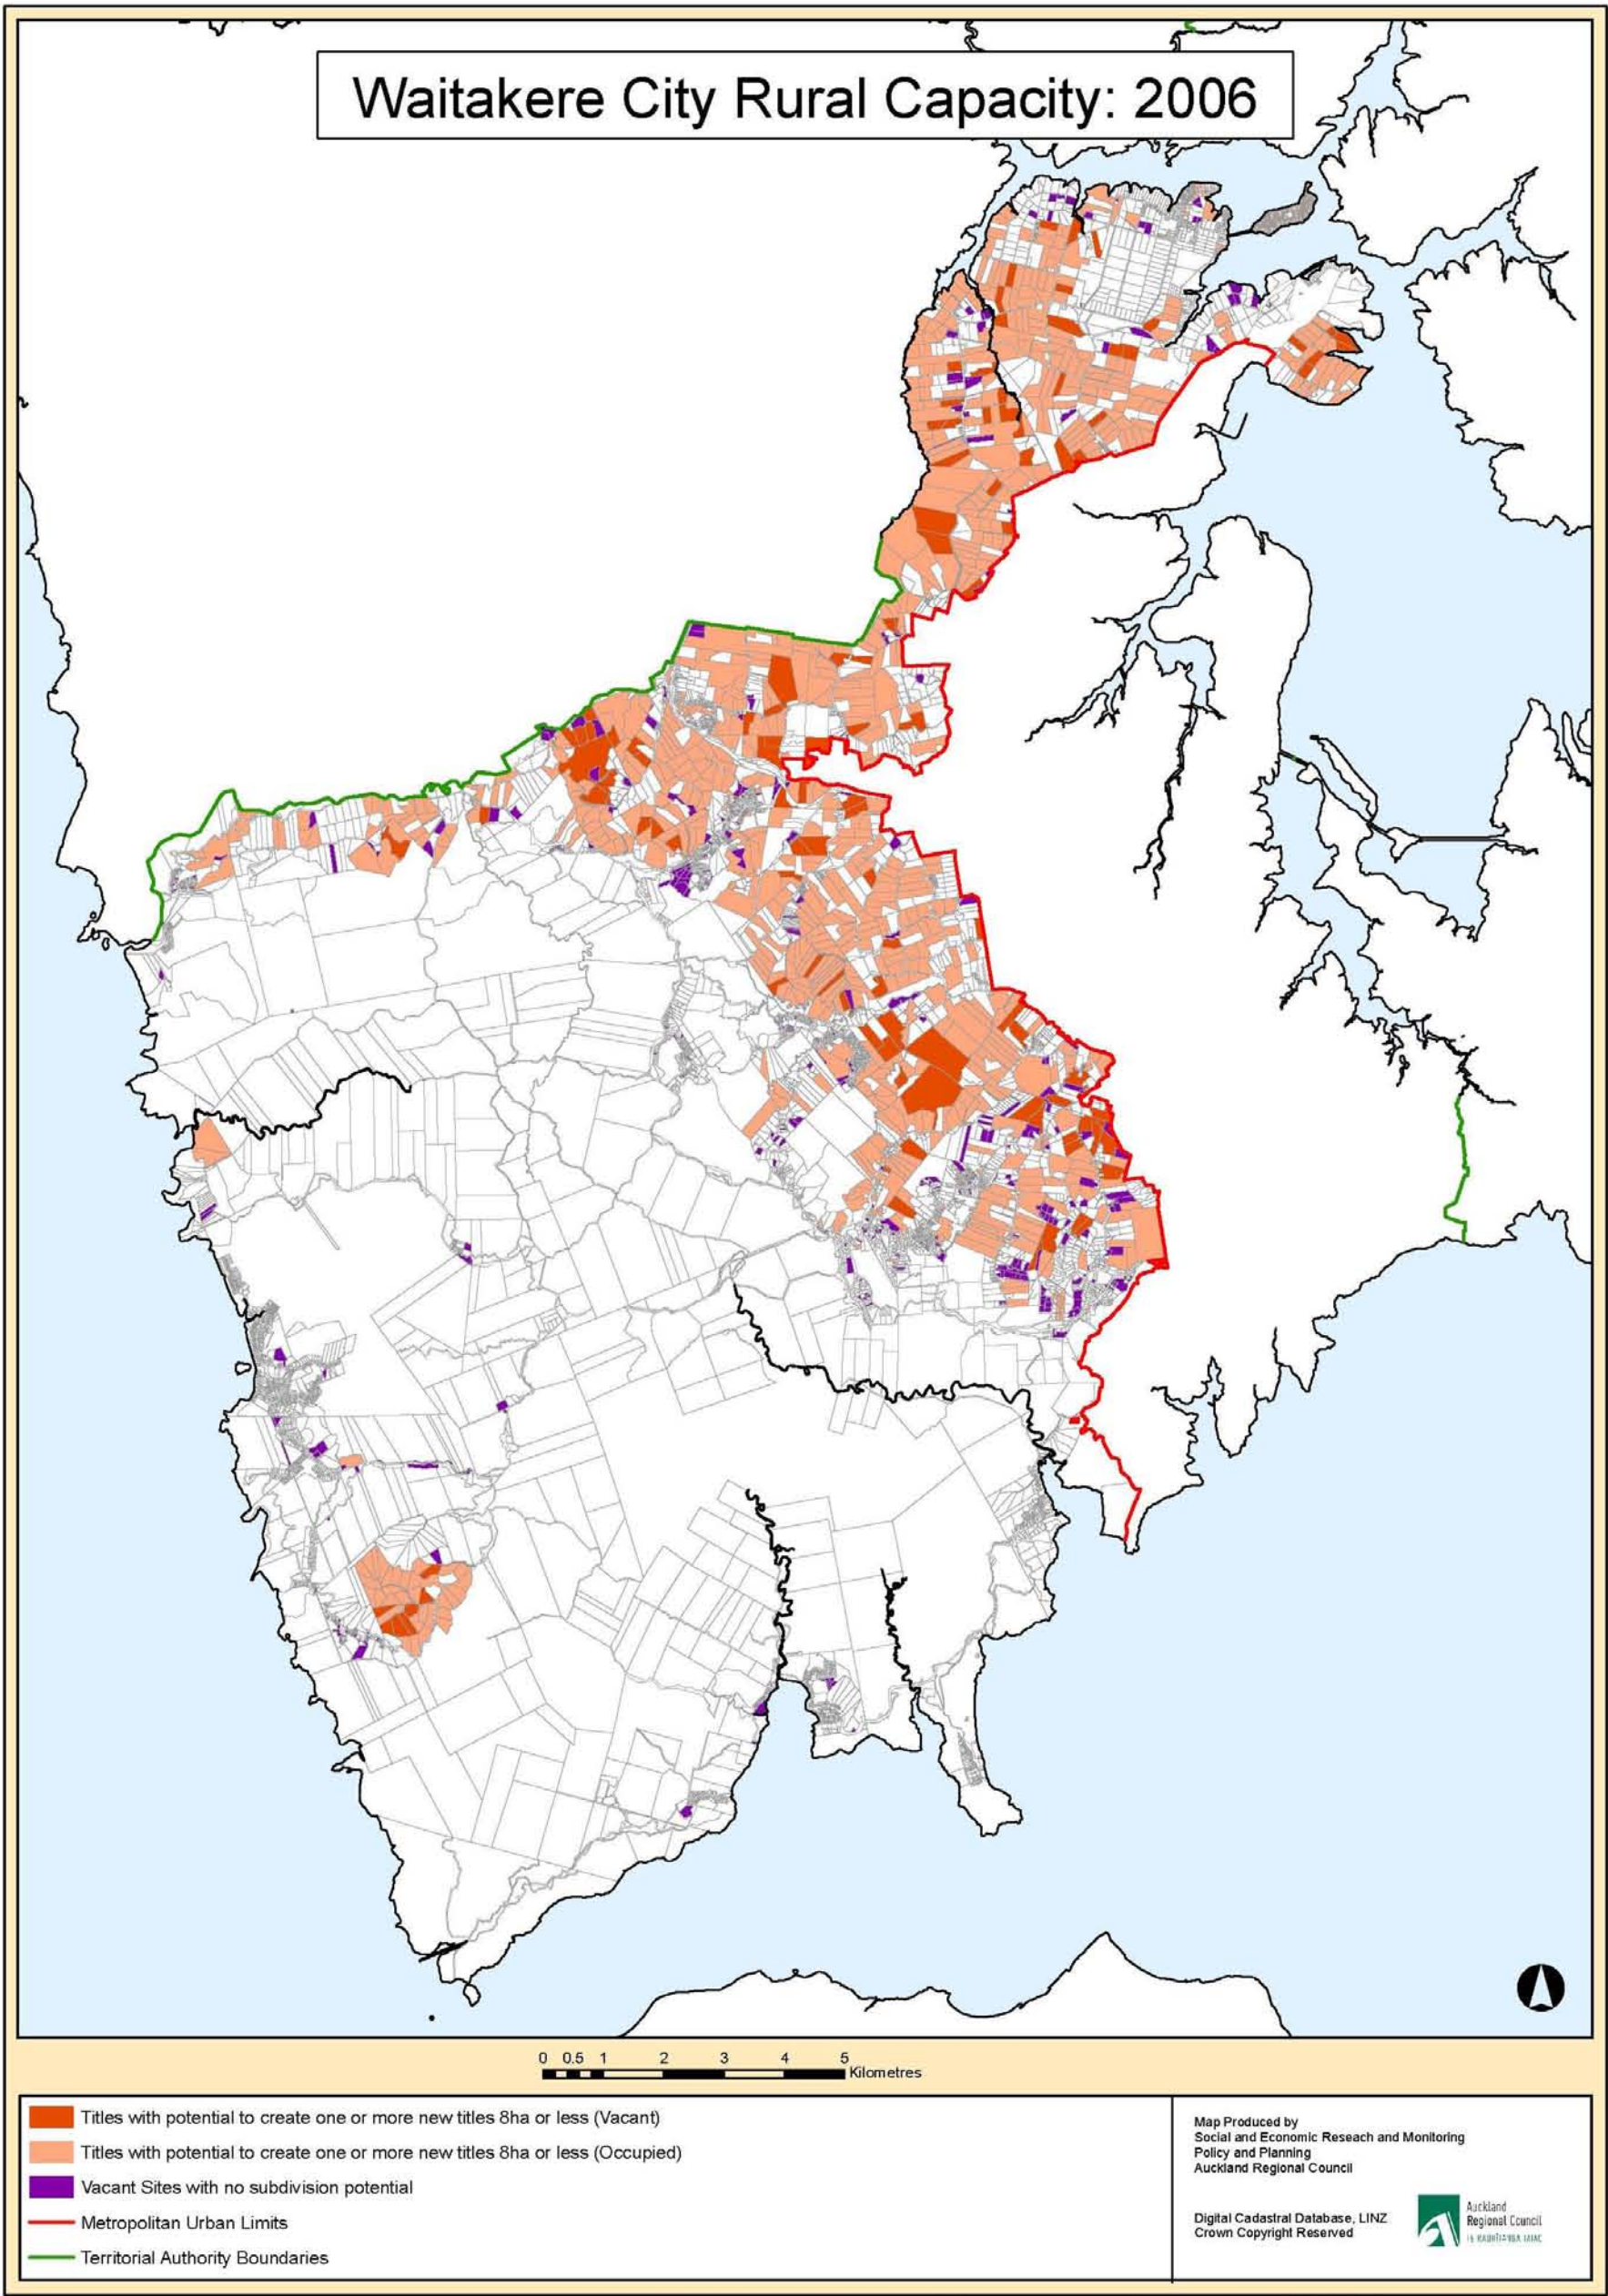 Waitakere City Rural Capacity: 2006
0 0.5 1 2 3 4 5
Kilometres
Titles with potential to create one or more new titles 8ha or less (Vacant)
Titles with potential to create one or more new titles 8ha or less (Occupied)
Vacant Sites with no subdivision potential
Metropolitan Urban Limits
Territorial Authority Boundaries
Map Produced by
Social and Economic Reseach and Monitoring
Policy and Planning
Auckland Regional Council
Digital Cadastral Database, LINZ
Crown Copyright Reserved
Auckland
Regional Council